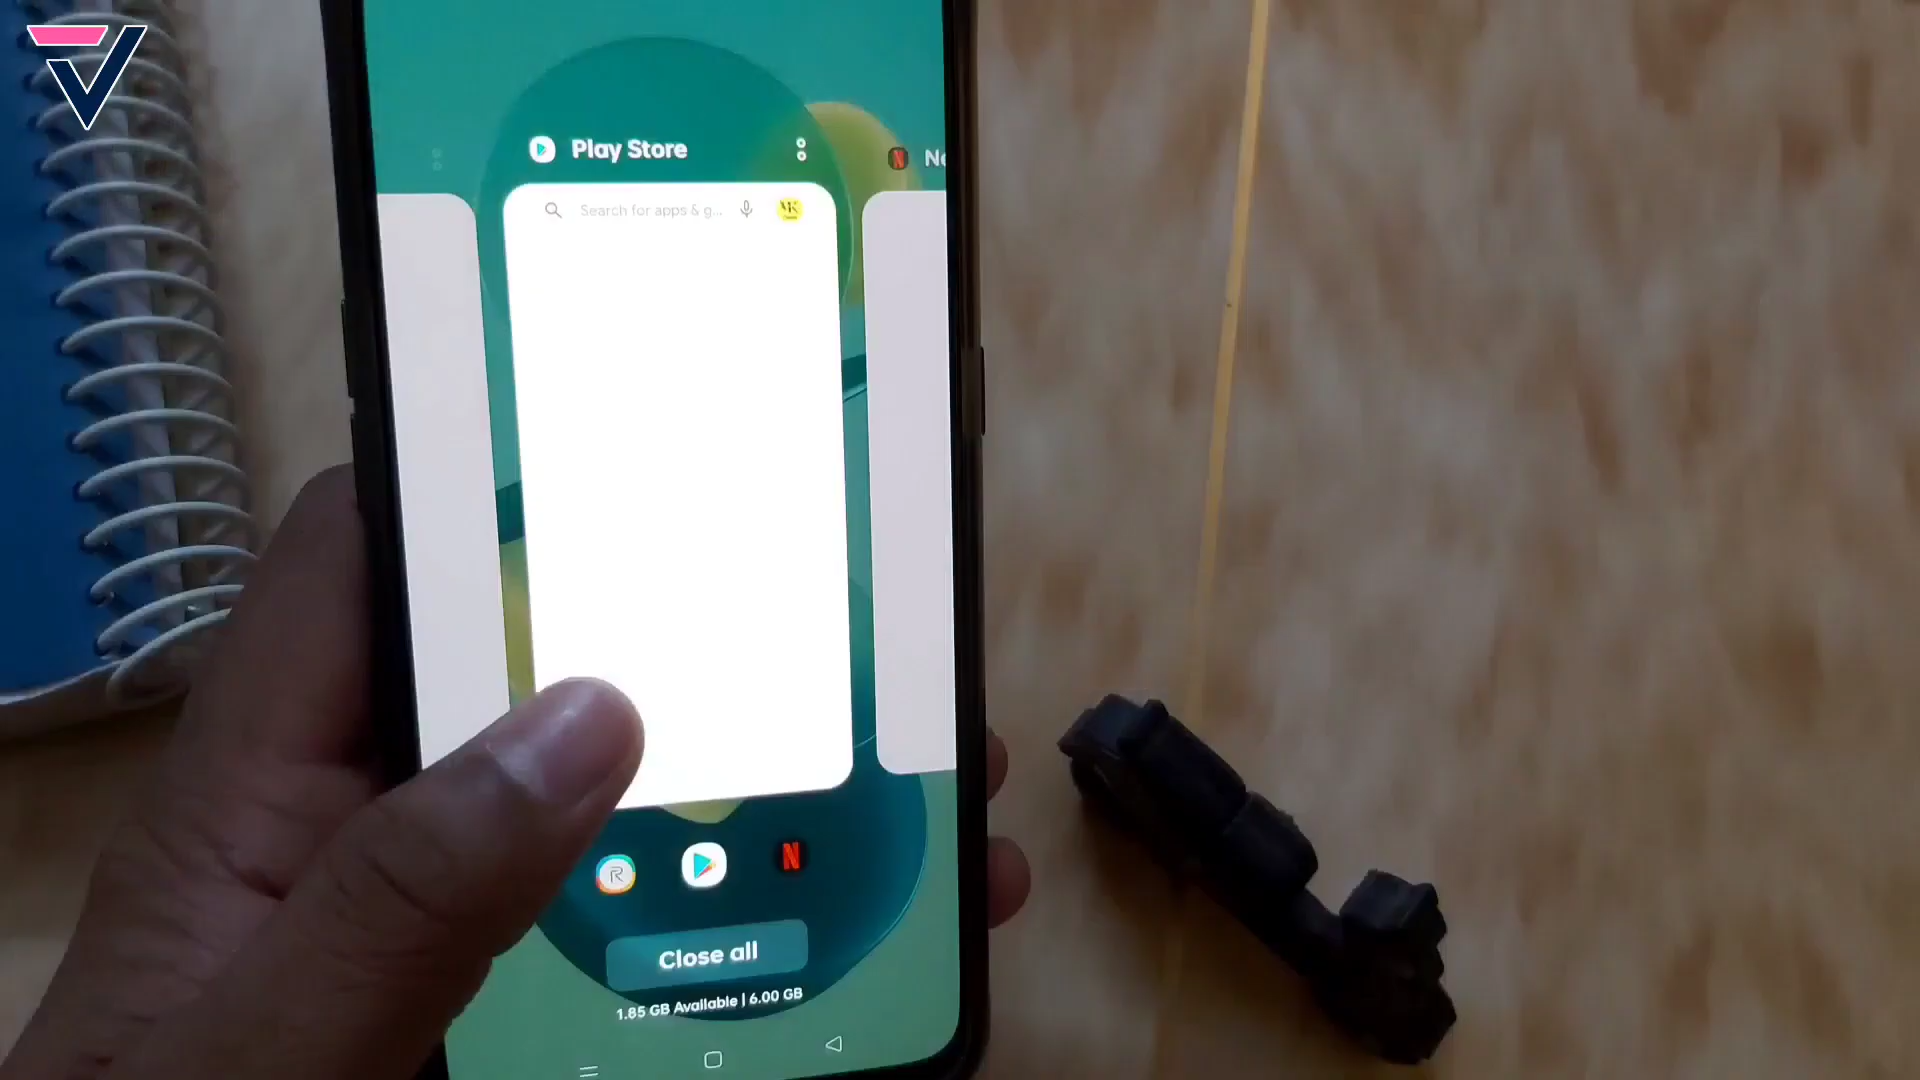 Play Store
Search for apps & g...
Close all
1.85 GB Available | 6.00 GB